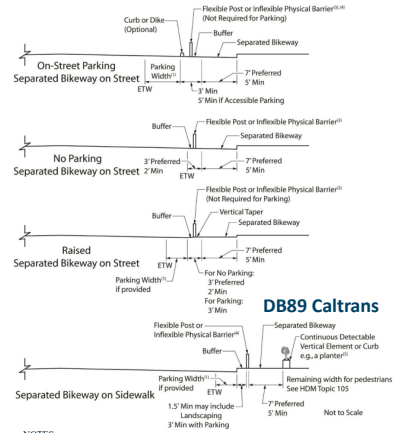 Flexible Post or Inflexible Physical Barrier(3), (4)
(Not Required for Parking)
Curb or Dike
(Optional)
Buffer
Separated Bikeway
On-Street Parking
Separated Bikeway on Street
Parking
Width(1)
7' Preferred
5' Min
ETW
3' Min
5' Min if Accessible Parking
Flexible Post or Inflexible Physical Barrier(3)
Buffer
Separated Bikeway
No Parking
Separated Bikeway on Street
3' Preferred
2' Min
7' Preferred
5' Min
ETW
Flexible Post or Inflexible Physical Barrier(3)
(Not Required for Parking)
Buffer
Vertical Taper
Separated Bikeway
Raised
Separated Bikeway on Street
ETW
7' Preferred
5' Min
Parking Width(1)
if provided
For No Parking:
3' Preferred
2' Min
For Parking:
3' Min
DB89 Caltrans
Flexible Post or
Inflexible Physical Barrier(4)
Separated Bikeway
Continuous Detectable
Vertical Element or Curb
e.g., a planter(5)
Buffer
Separated Bikeway on Sidewalk
Parking Width(1)
if provided
ETW
Remaining width for pedestrians
See HDM Topic 105
1.5' Min may include
Landscaping
3' Min with Parking
7' Preferred
5' Min
Not to Scale
NOTES